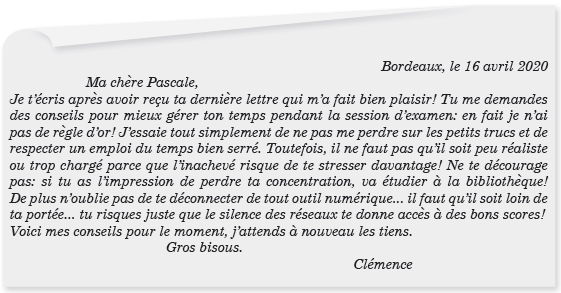 Bordeaux, le 16 avril 2020
Ma chère Pascale,
Je t'écris après avoir reçu ta dernière lettre qui m'a fait bien plaisir! Tu me demandes
des conseils pour mieux gérer ton temps pendant la session d'examen: en fait je n'ai
pas de règle d'or! J'essaie tout simplement de ne pas me perdre sur les petits trucs et de
respecter un emploi du temps bien serré. Toutefois, il ne faut pas qu'il soit peu réaliste
ou trop chargé parce que l'inachevé risque de te stresser davantage! Ne te décourage
pas: si tu as l'impression de perdre ta concentration, va étudier à la bibliothèque!
De plus n'oublie pas de te déconnecter de tout outil numérique... il faut qu'il soit loin de
ta portée... tu risques juste que le silence des réseaux te donne accès à des bons scores!
Voici mes conseils pour le moment, j'attends à nouveau les tiens.
Gros bisous.
Clémence